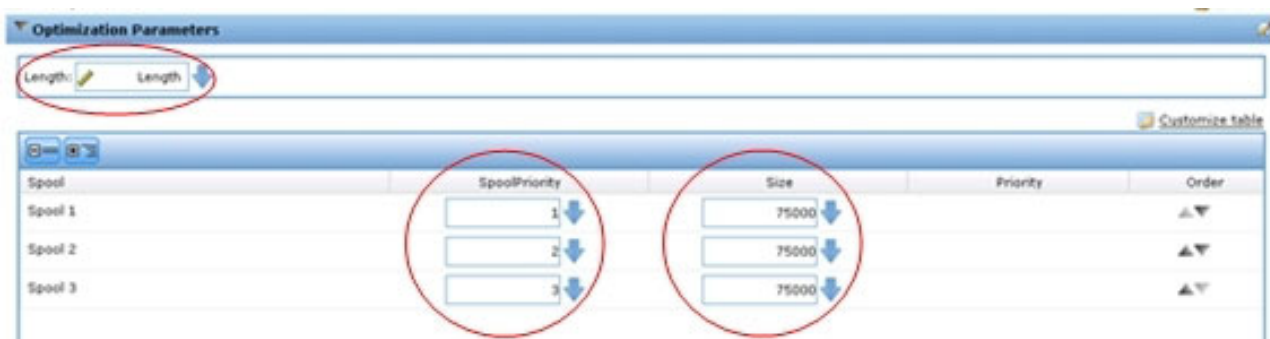 Optimization Parameters
Length: Length
Customize table
Spool SpoolPriority Size Priority Order
Spool 1 1 75000
Spool 2 2 75000
Spool 3 3 75000